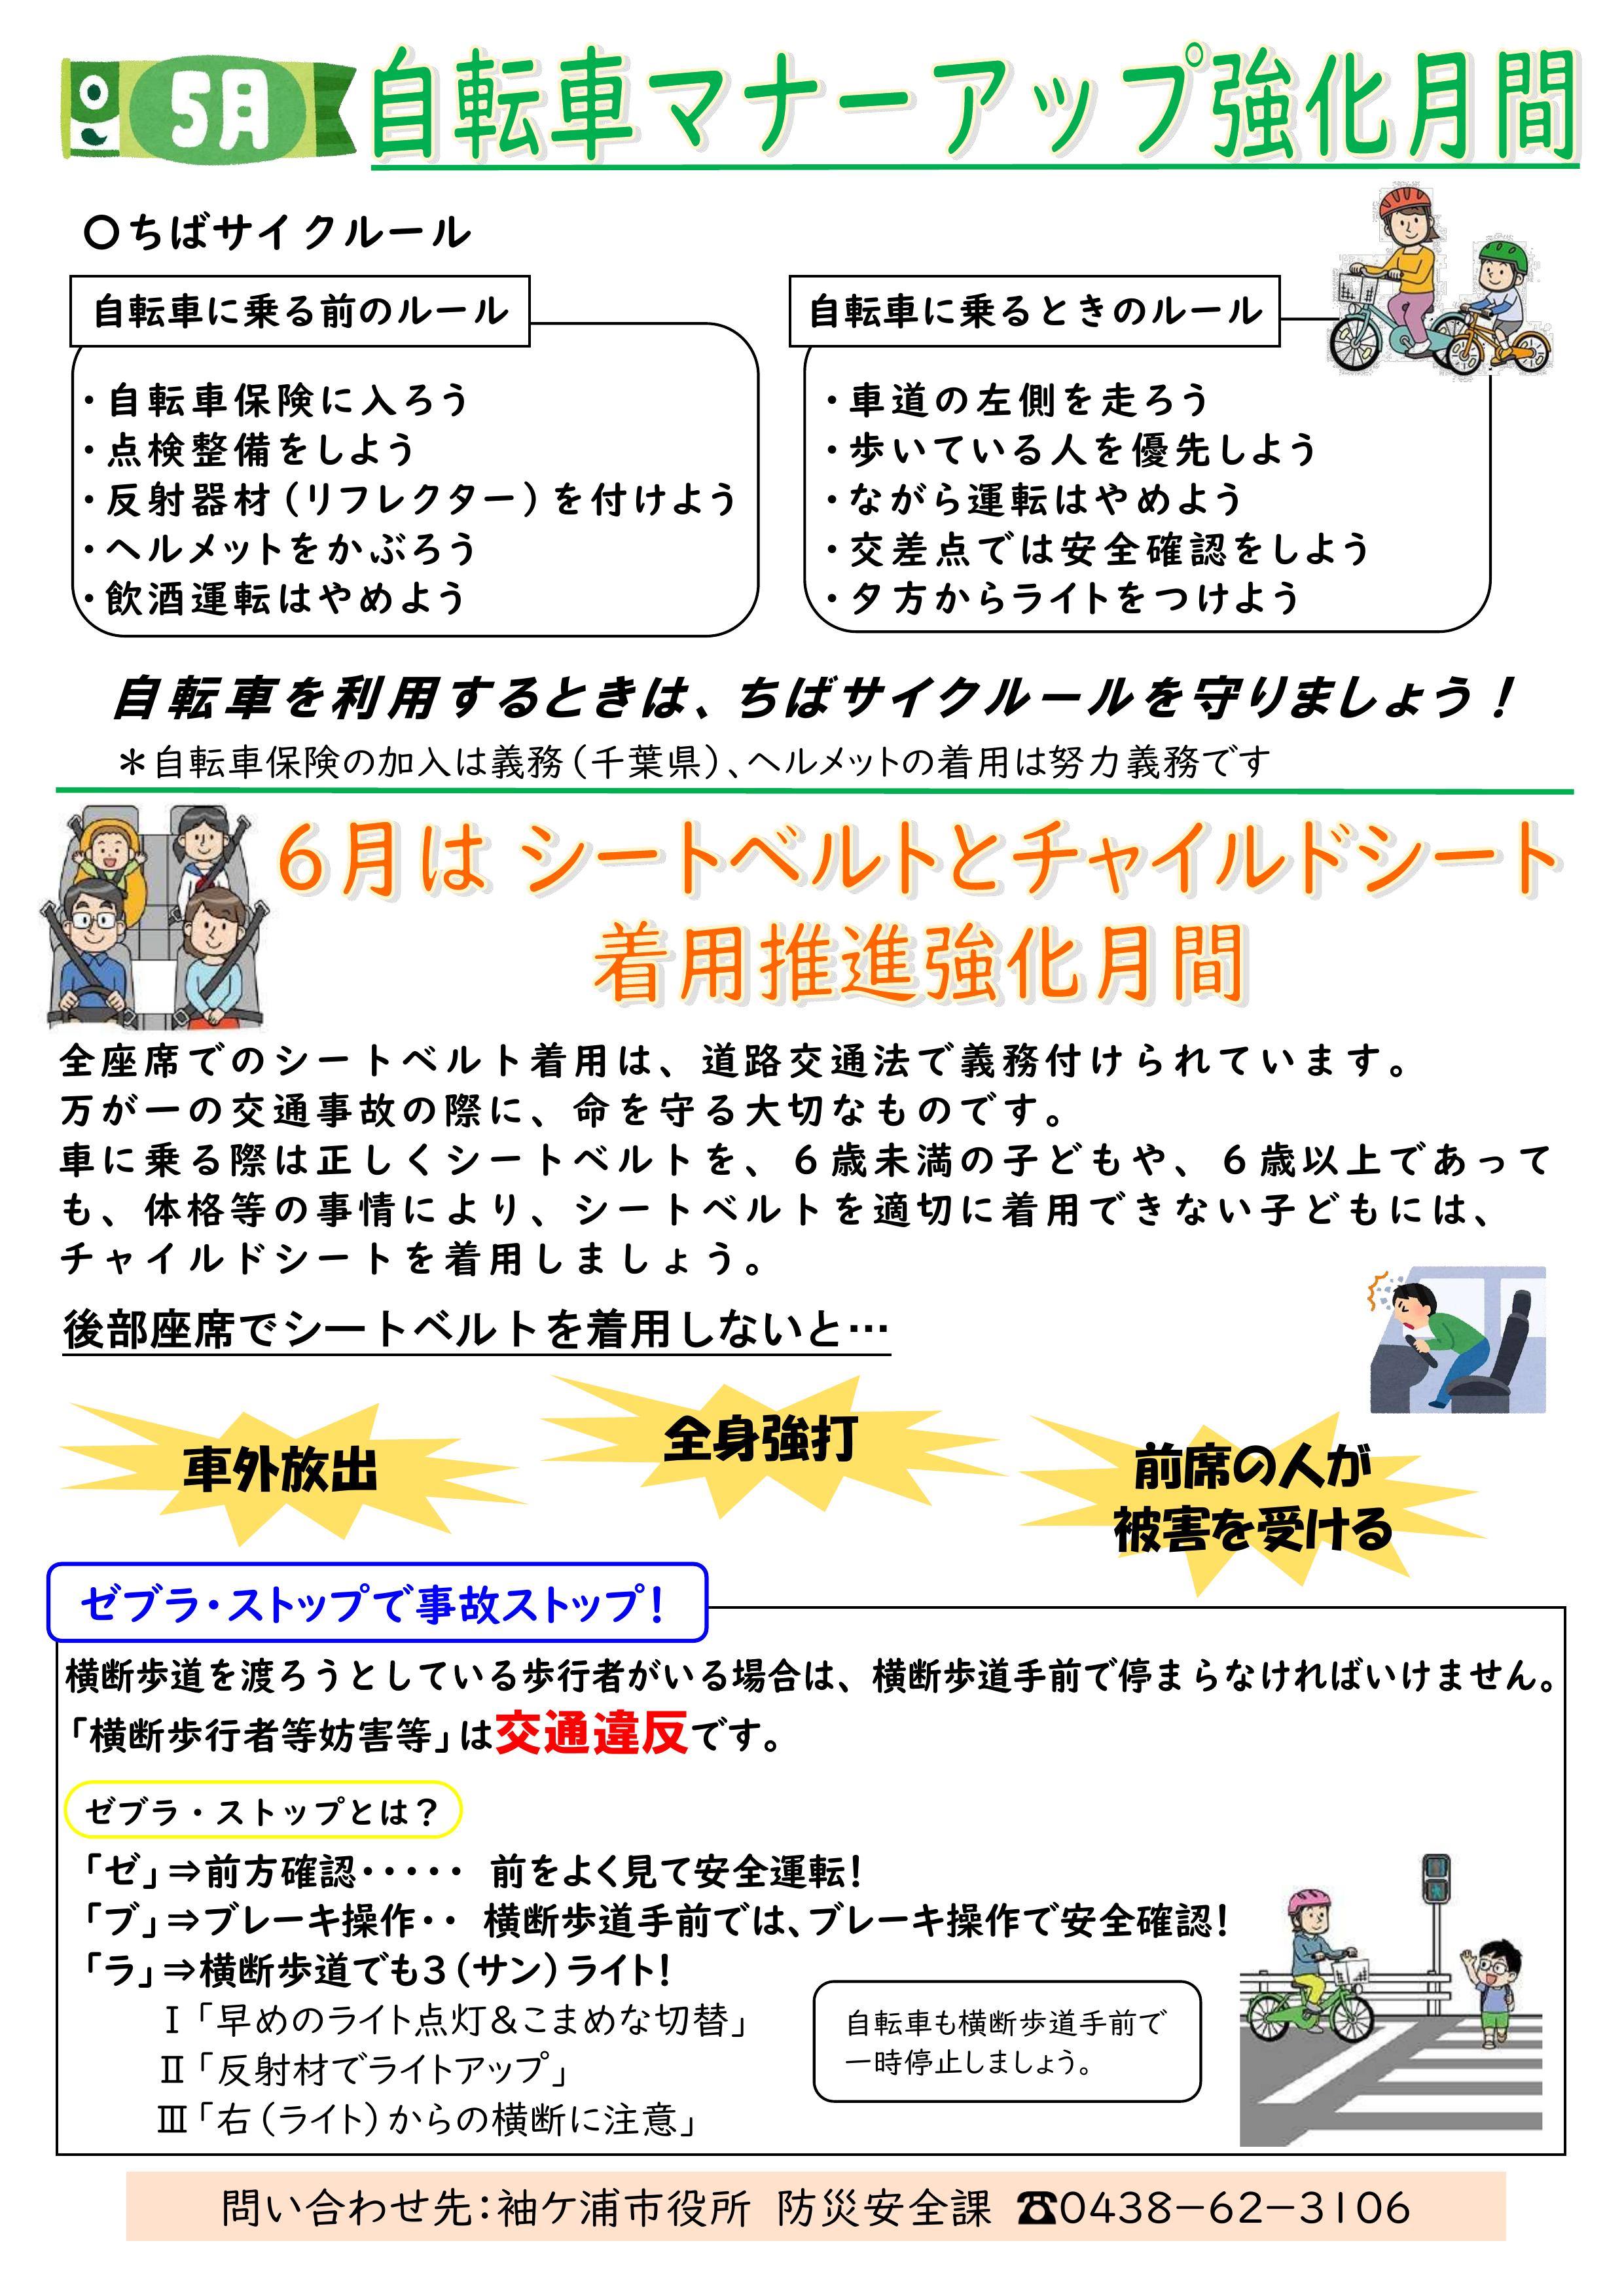 5月
自転車マナーアップ強化月間
〇ちばサイクルール
自転車に乗る前のルール
・自転車保険に入ろう
・点検整備をしよう
・反射器材（リフレクター）を付けよう
・ヘルメットをかぶろう
・飲酒運転はやめよう
自転車に乗るときのルール
・車道の左側を走ろう
・歩いている人を優先しよう
・ながら運転はやめよう
・交差点では安全確認をしよう
・夕方からライトをつけよう
自転車を利用するときは、ちばサイクルールを守りましょう！
＊自転車保険の加入は義務（千葉県）、ヘルメットの着用は努力義務です
６月は シートベルトとチャイルドシート
着用推進強化月間
全座席でのシートベルト着用は、道路交通法で義務付けられています。
万が一の交通事故の際に、命を守る大切なものです。
車に乗る際は正しくシートベルトを、６歳未満の子どもや、６歳以上であって
も、体格等の事情により、シートベルトを適切に着用できない子どもには、
チャイルドシートを着用しましょう。
後部座席でシートベルトを着用しないと…
車外放出
全身強打
前席の人が
被害を受ける
ゼブラ・ストップで事故ストップ！
横断歩道を渡ろうとしている歩行者がいる場合は、横断歩道手前で停まらなければいけません。
「横断歩行者等妨害等」は交通違反です。
ゼブラ・ストップとは？
「ゼ」⇒前方確認・・・・・ 前をよく見て安全運転！
「ブ」⇒ブレーキ操作・・ 横断歩道手前では、ブレーキ操作で安全確認！
「ラ」⇒横断歩道でも３（サン）ライト！
Ⅰ「早めのライト点灯＆こまめな切替」
Ⅱ「反射材でライトアップ」
Ⅲ「右（ライト）からの横断に注意」
自転車も横断歩道手前で
一時停止しましょう。
問い合わせ先：袖ケ浦市役所 防災安全課 ☎0438－62－3106